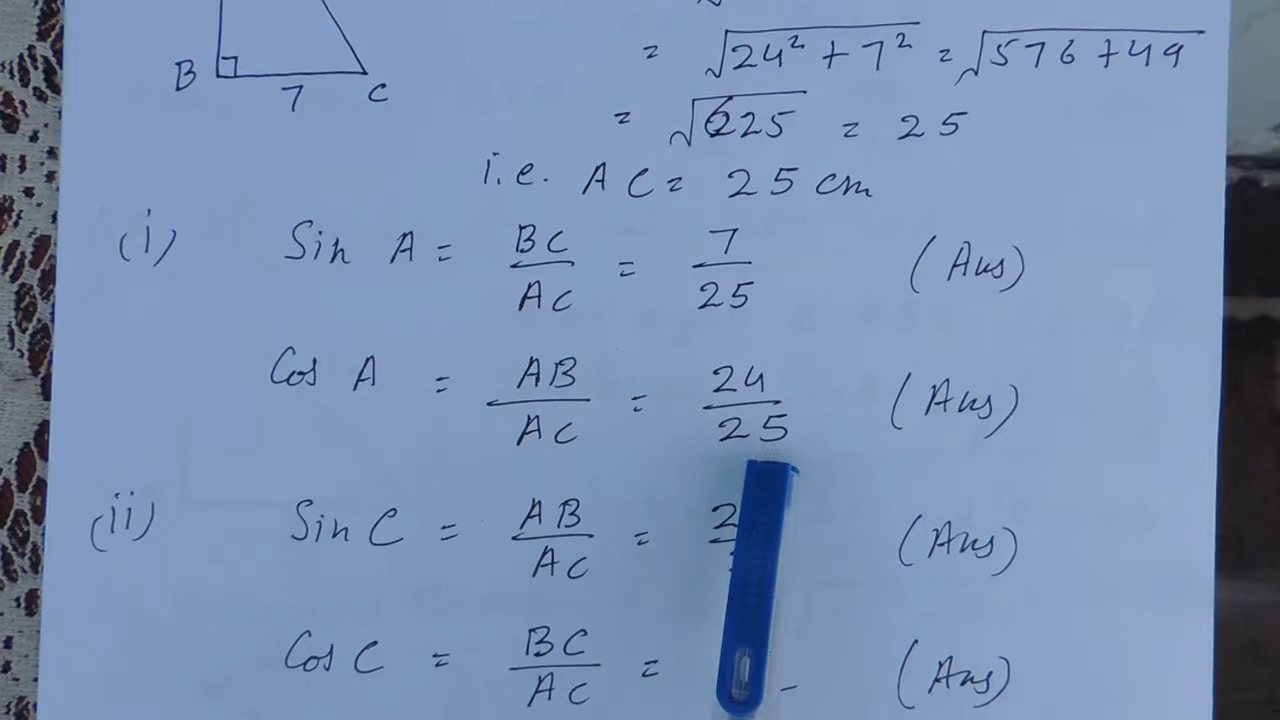 = √24² + 7² = √576 + 49
B
7
C
= √625 = 25
i.e. AC = 25 cm
(i) Sin A = BC/AC = 7/25 (Ans)
Cos A = AB/AC = 24/25 (Ans)
(ii) Sin C = AB/AC = 2 (Ans)
Cos C = BC/AC = (Ans)